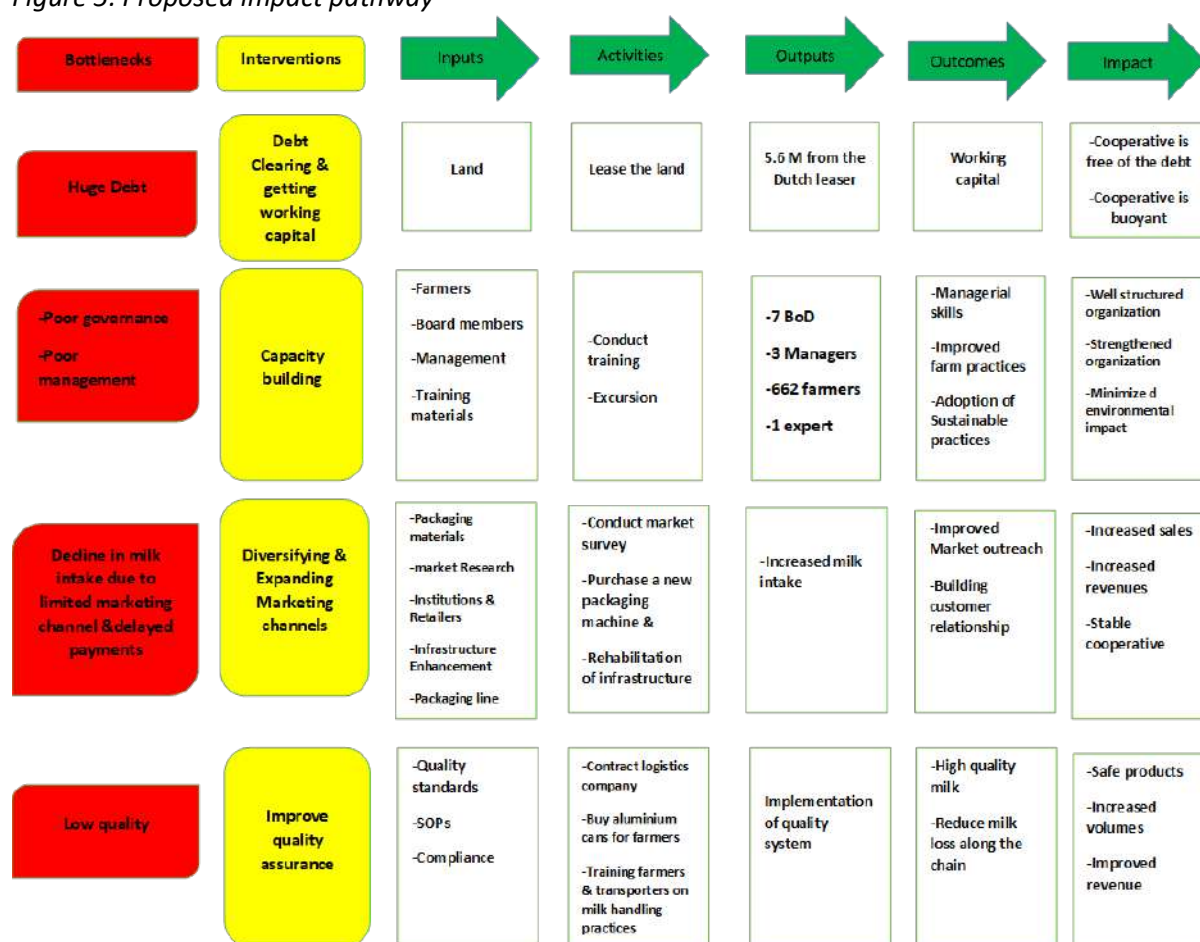 Figure 5: Proposed impact pathway
Bottlenecks
Interventions
Inputs
Activities
Outputs
Outcomes
Impact
Huge Debt
Debt
Clearing &
getting
working
capital
Land
Lease the land
5.6 M from the
Dutch leaser
Working
capital
-Cooperative is
free of the debt
-Cooperative is
buoyant
-Poor governance
-Poor
management
Capacity
building
-Farmers
-Board members
-Management
-Training
materials
-Conduct
training
-Excursion
-7 BoD
-3 Managers
-662 farmers
-1 expert
-Managerial
skills
-Improved
farm practices
-Adoption of
Sustainable
practices
-Well structured
organization
-Strengthened
organization
-Minimize d
environmental
impact
Decline in milk
intake due to
limited marketing
channel &delayed
payments
Diversifying &
Expanding
Marketing
channels
-Packaging
materials
-market Research
-Institutions &
Retailers
-Infrastructure
Enhancement
-Packaging line
-Conduct market
survey
-Purchase a new
packaging
machine &
-Rehabilitation
of infrastructure
-Increased milk
intake
-Improved
Market outreach
-Building
customer
relationship
-Increased sales
-Increased
revenues
-Stable
cooperative
Low quality
Improve
quality
assurance
-Quality
standards
-SOPs
-Compliance
-Contract logistics
company
-Buy aluminium
cans for farmers
-Training farmers
& transporters on
milk handling
practices
Implementation
of quality
system
-High quality
milk
-Reduce milk
loss along the
chain
-Safe products
-Increased
volumes
-Improved
revenue